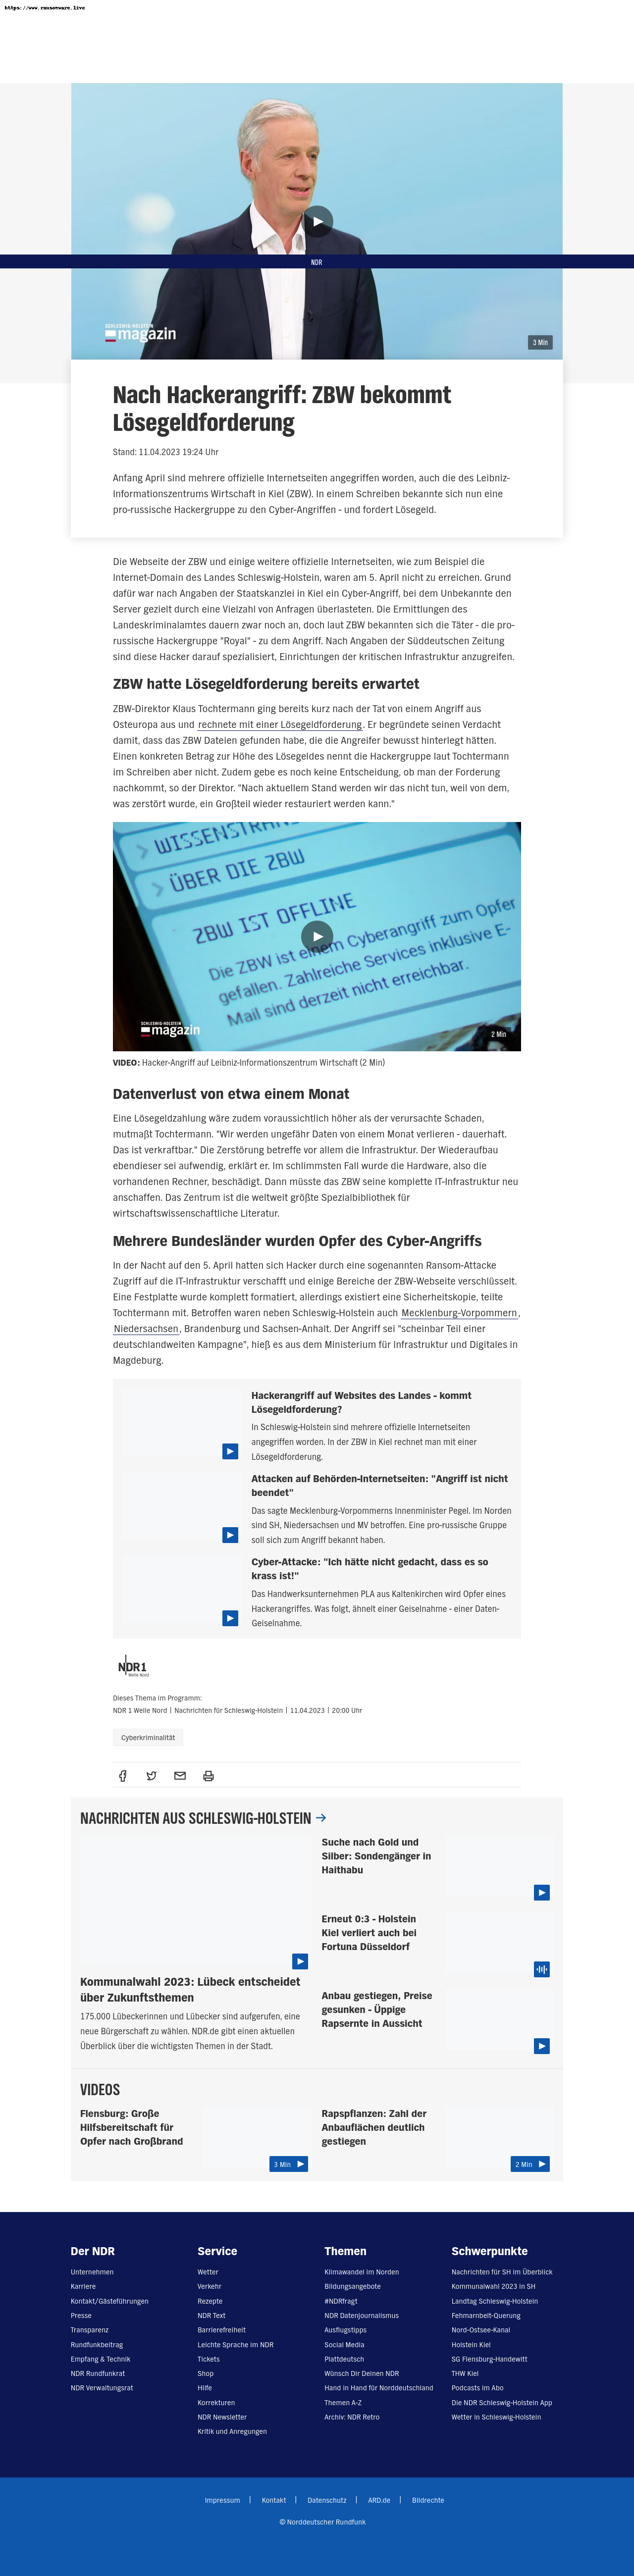 https://www.ransomware.live
NDR
SCHLESWIG-HOLSTEIN
magazin
3 Min
Nach Hackerangriff: ZBW bekommt
Lösegeldforderung
Stand: 11.04.2023 19:24 Uhr
Anfang April sind mehrere offizielle Internetseiten angegriffen worden, auch die des Leibniz-
Informationszentrums Wirtschaft in Kiel (ZBW). In einem Schreiben bekannte sich nun eine
pro-russische Hackergruppe zu den Cyber-Angriffen - und fordert Lösegeld.
Die Webseite der ZBW und einige weitere offizielle Internetseiten, wie zum Beispiel die
Internet-Domain des Landes Schleswig-Holstein, waren am 5. April nicht zu erreichen. Grund
dafür war nach Angaben der Staatskanzlei in Kiel ein Cyber-Angriff, bei dem Unbekannte den
Server gezielt durch eine Vielzahl von Anfragen überlasteten. Die Ermittlungen des
Landeskriminalamtes dauern zwar noch an, doch laut ZBW bekannten sich die Täter - die pro-
russische Hackergruppe "Royal" - zu dem Angriff. Nach Angaben der Süddeutschen Zeitung
sind diese Hacker darauf spezialisiert, Einrichtungen der kritischen Infrastruktur anzugreifen.
ZBW hatte Lösegeldforderung bereits erwartet
ZBW-Direktor Klaus Tochtermann ging bereits kurz nach der Tat von einem Angriff aus
Osteuropa aus und rechnete mit einer Lösegeldforderung. Er begründete seinen Verdacht
damit, dass das ZBW Dateien gefunden habe, die die Angreifer bewusst hinterlegt hätten.
Einen konkreten Betrag zur Höhe des Lösegeldes nennt die Hackergruppe laut Tochtermann
im Schreiben aber nicht. Zudem gebe es noch keine Entscheidung, ob man der Forderung
nachkommt, so der Direktor. "Nach aktuellem Stand werden wir das nicht tun, weil von dem,
was zerstört wurde, ein Großteil wieder restauriert werden kann."
WISSENSTRAN
ÜBER DIE ZBW
ZBW IST OFFLINE
Die ZBW ist einem Cyberangriff zum Opfer
gefallen. Zahlreiche Services inklusive E-
Mail sind derzeit nicht erreichbar.
SCHLESWIG-HOLSTEIN
magazin
2 Min
VIDEO: Hacker-Angriff auf Leibniz-Informationszentrum Wirtschaft (2 Min)
Datenverlust von etwa einem Monat
Eine Lösegeldzahlung wäre zudem voraussichtlich höher als der verursachte Schaden,
mutmaßt Tochtermann. "Wir werden ungefähr Daten von einem Monat verlieren - dauerhaft.
Das ist verkraftbar." Die Zerstörung betreffe vor allem die Infrastruktur. Der Wiederaufbau
ebendieser sei aufwendig, erklärt er. Im schlimmsten Fall wurde die Hardware, also die
vorhandenen Rechner, beschädigt. Dann müsste das ZBW seine komplette IT-Infrastruktur neu
anschaffen. Das Zentrum ist die weltweit größte Spezialbibliothek für
wirtschaftswissenschaftliche Literatur.
Mehrere Bundesländer wurden Opfer des Cyber-Angriffs
In der Nacht auf den 5. April hatten sich Hacker durch eine sogenannten Ransom-Attacke
Zugriff auf die IT-Infrastruktur verschafft und einige Bereiche der ZBW-Webseite verschlüsselt.
Eine Festplatte wurde komplett formatiert, allerdings existiert eine Sicherheitskopie, teilte
Tochtermann mit. Betroffen waren neben Schleswig-Holstein auch Mecklenburg-Vorpommern,
Niedersachsen, Brandenburg und Sachsen-Anhalt. Der Angriff sei "scheinbar Teil einer
deutschlandweiten Kampagne", hieß es aus dem Ministerium für Infrastruktur und Digitales in
Magdeburg.
Hackerangriff auf Websites des Landes - kommt
Lösegeldforderung?
In Schleswig-Holstein sind mehrere offizielle Internetseiten
angegriffen worden. In der ZBW in Kiel rechnet man mit einer
Lösegeldforderung.
Attacken auf Behörden-Internetseiten: "Angriff ist nicht
beendet"
Das sagte Mecklenburg-Vorpommerns Innenminister Pegel. Im Norden
sind SH, Niedersachsen und MV betroffen. Eine pro-russische Gruppe
soll sich zum Angriff bekannt haben.
Cyber-Attacke: "Ich hätte nicht gedacht, dass es so
krass ist!"
Das Handwerksunternehmen PLA aus Kaltenkirchen wird Opfer eines
Hackerangriffes. Was folgt, ähnelt einer Geiselnahme - einer Daten-
Geiselnahme.
NDR1
Welle Nord
Dieses Thema im Programm:
NDR 1 Welle Nord | Nachrichten für Schleswig-Holstein | 11.04.2023 | 20:00 Uhr
Cyberkriminalität
NACHRICHTEN AUS SCHLESWIG-HOLSTEIN
Kommunalwahl 2023: Lübeck entscheidet
über Zukunftsthemen
175.000 Lübeckerinnen und Lübecker sind aufgerufen, eine
neue Bürgerschaft zu wählen. NDR.de gibt einen aktuellen
Überblick über die wichtigsten Themen in der Stadt.
Suche nach Gold und
Silber: Sondengänger in
Haithabu
Erneut 0:3 - Holstein
Kiel verliert auch bei
Fortuna Düsseldorf
Anbau gestiegen, Preise
gesunken - Üppige
Rapsernte in Aussicht
VIDEOS
Flensburg: Große
Hilfsbereitschaft für
Opfer nach Großbrand
3 Min
Rapspflanzen: Zahl der
Anbauflächen deutlich
gestiegen
2 Min
Der NDR
Unternehmen
Karriere
Kontakt/Gästeführungen
Presse
Transparenz
Rundfunkbeitrag
Empfang & Technik
NDR Rundfunkrat
NDR Verwaltungsrat
Service
Wetter
Verkehr
Rezepte
NDR Text
Barrierefreiheit
Leichte Sprache im NDR
Tickets
Shop
Hilfe
Korrekturen
NDR Newsletter
Kritik und Anregungen
Themen
Klimawandel im Norden
Bildungsangebote
#NDRfragt
NDR Datenjournalismus
Ausflugstipps
Social Media
Plattdeutsch
Wünsch Dir Deinen NDR
Hand in Hand für Norddeutschland
Themen A-Z
Archiv: NDR Retro
Schwerpunkte
Nachrichten für SH im Überblick
Kommunalwahl 2023 in SH
Landtag Schleswig-Holstein
Fehmarnbelt-Querung
Nord-Ostsee-Kanal
Holstein Kiel
SG Flensburg-Handewitt
THW Kiel
Podcasts im Abo
Die NDR Schleswig-Holstein App
Wetter in Schleswig-Holstein
Impressum | Kontakt | Datenschutz | ARD.de | Bildrechte
© Norddeutscher Rundfunk